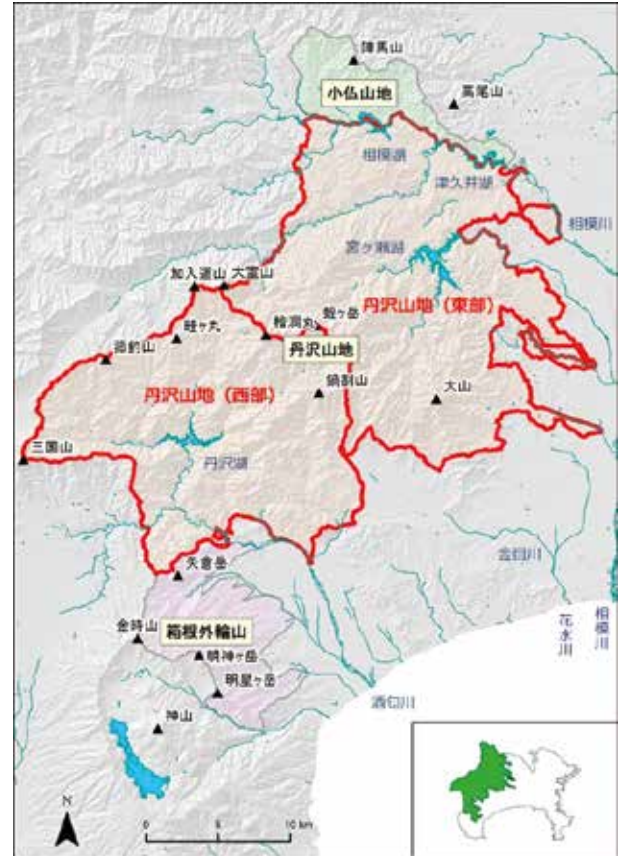 陣馬山
小仏山地
高尾山
相模湖
津久井湖
相模川
宮ヶ瀬湖
加入道山
大室山
丹沢山地（東部）
畦ヶ丸
檜洞丸
蛭ヶ岳
丹沢山地
鍋割山
大山
丹沢山地（西部）
三国山
丹沢湖
矢倉岳
金目川
金時山
箱根外輪山
明神ヶ岳
明星ヶ岳
酒匂川
花水川
相模川
神山
N
0
5
10 km